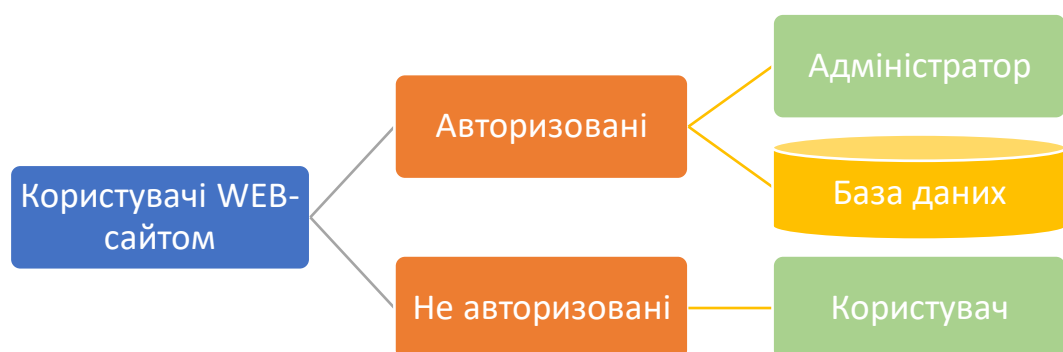 Адміністратор
Авторизовані
База даних
Користувачі WEB-
сайтом
Не авторизовані
Користувач